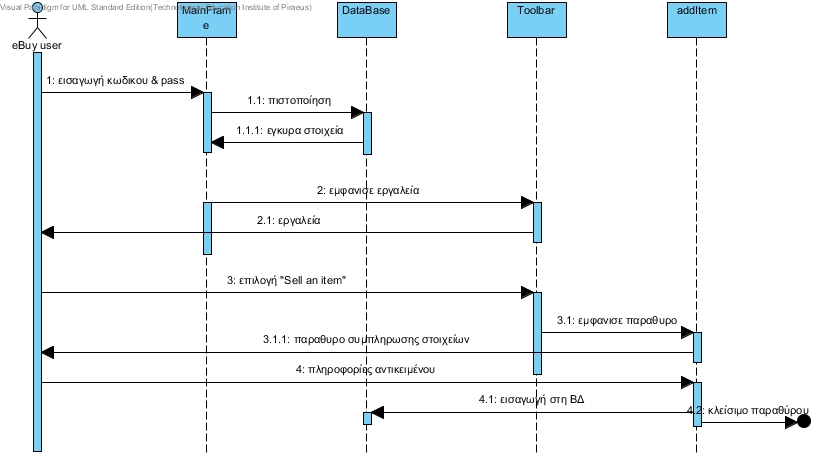 Visual Paradigm for UML Standard Edition(Technological Education Institute of Piraeus)
eBuy user
MainFram
e
DataBase
Toolbar
addItem
1: εισαγωγή κωδικου & pass
1.1: πιστοποίηση
1.1.1: εγκυρα στοιχεία
2: εμφανισε εργαλεία
2.1: εργαλεία
3: επιλογή "Sell an item"
3.1: εμφανισε παραθυρο
3.1.1: παραθυρο συμπληρωσης στοιχείων
4: πληροφορίες αντικειμένου
4.1: εισαγωγή στη ΒΔ
4.2: κλείσιμο παραθύρου